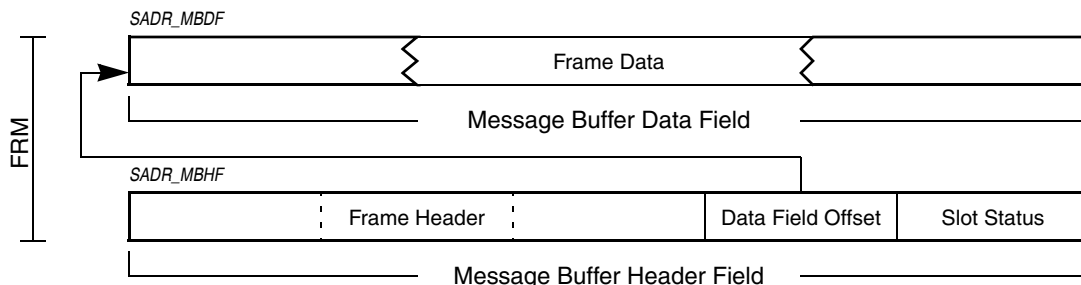 SADR_MBDF
Frame Data
Message Buffer Data Field
FRM
SADR_MBHF
Frame Header
Data Field Offset
Slot Status
Message Buffer Header Field